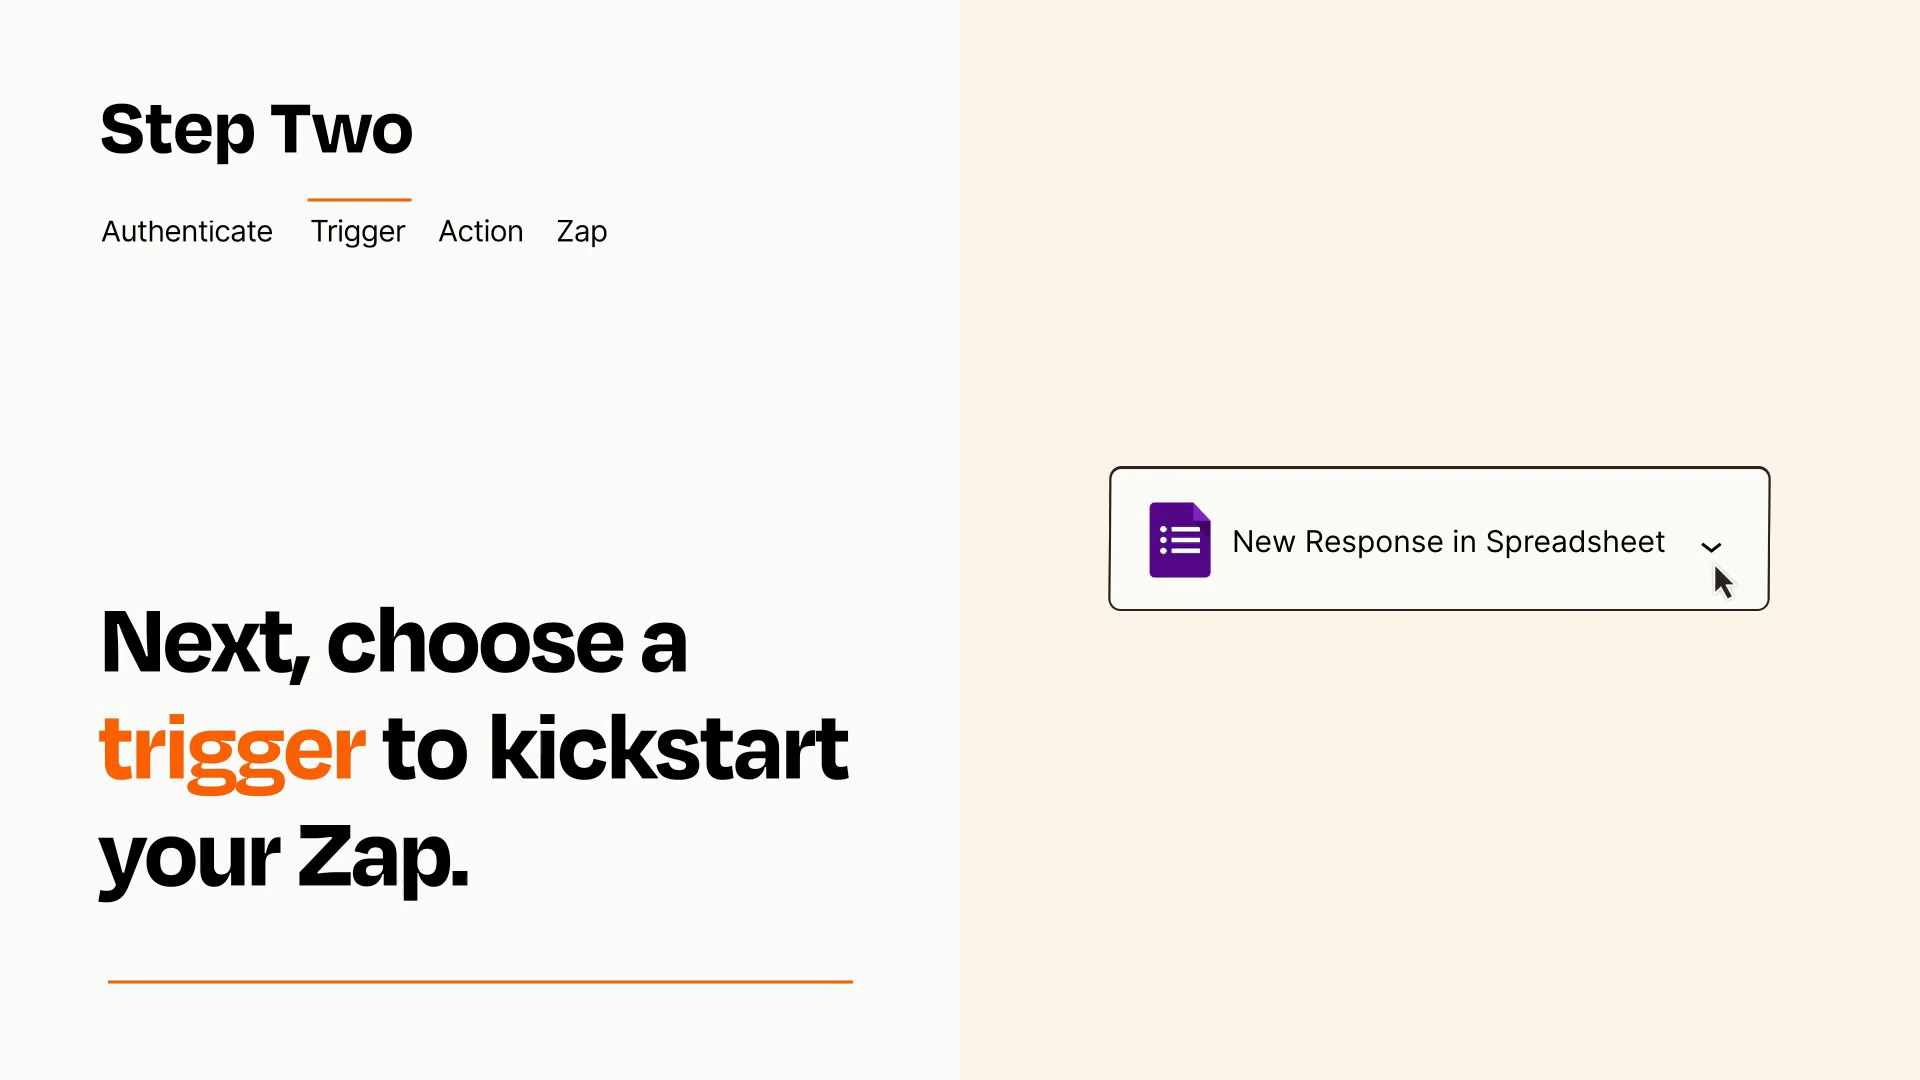 Step Two
Authenticate Trigger Action Zap
Next, choose a
trigger to kickstart
your Zap.
New Response in Spreadsheet